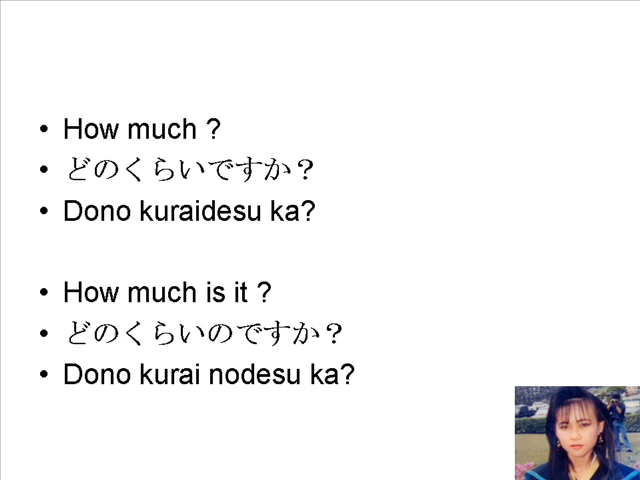 • How much ?
• どのくらいですか？
• Dono kuraidesu ka?
• How much is it ?
• どのくらいのですか？
• Dono kurai nodesu ka?